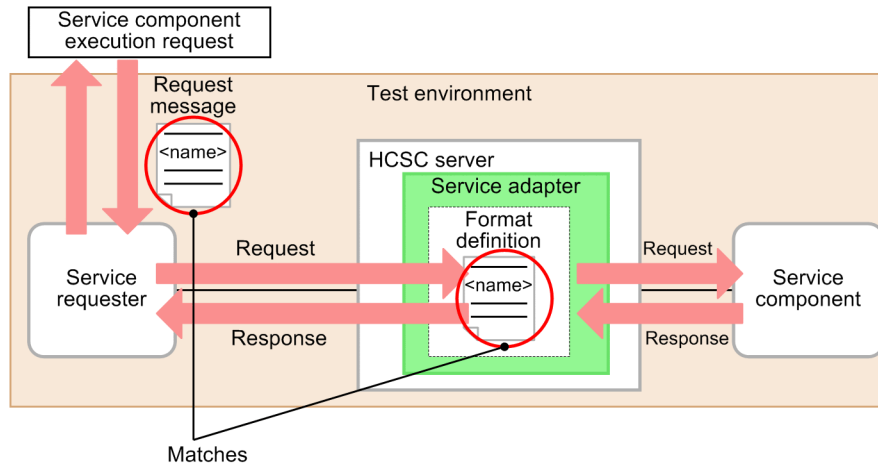 Service component
execution request
Request
message
<name>
Test environment
HCSC server
Service adapter
Format
definition
<name>
Service
requester
Request
Response
Request
Response
Service
component
Matches